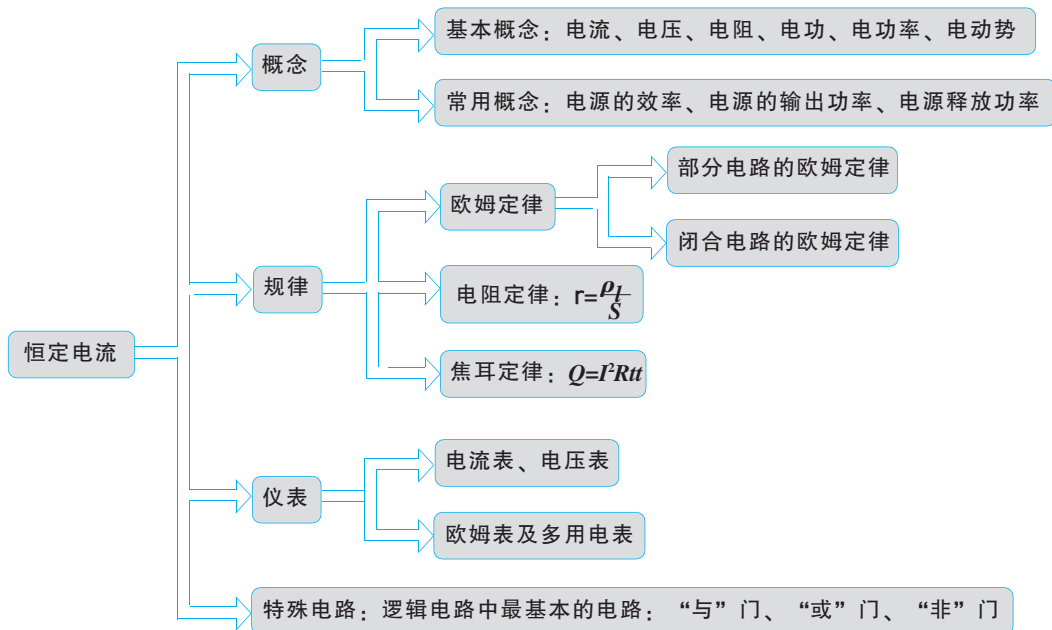 恒定电流
概念
基本概念：电流、电压、电阻、电功、电功率、电动势
常用概念：电源的效率、电源的输出功率、电源释放功率
规律
欧姆定律
部分电路的欧姆定律
闭合电路的欧姆定律
电阻定律：r=ρl/S
焦耳定律：Q=I²Rtt
仪表
电流表、电压表
欧姆表及多用电表
特殊电路：逻辑电路中最基本的电路：“与”门、“或”门、“非”门